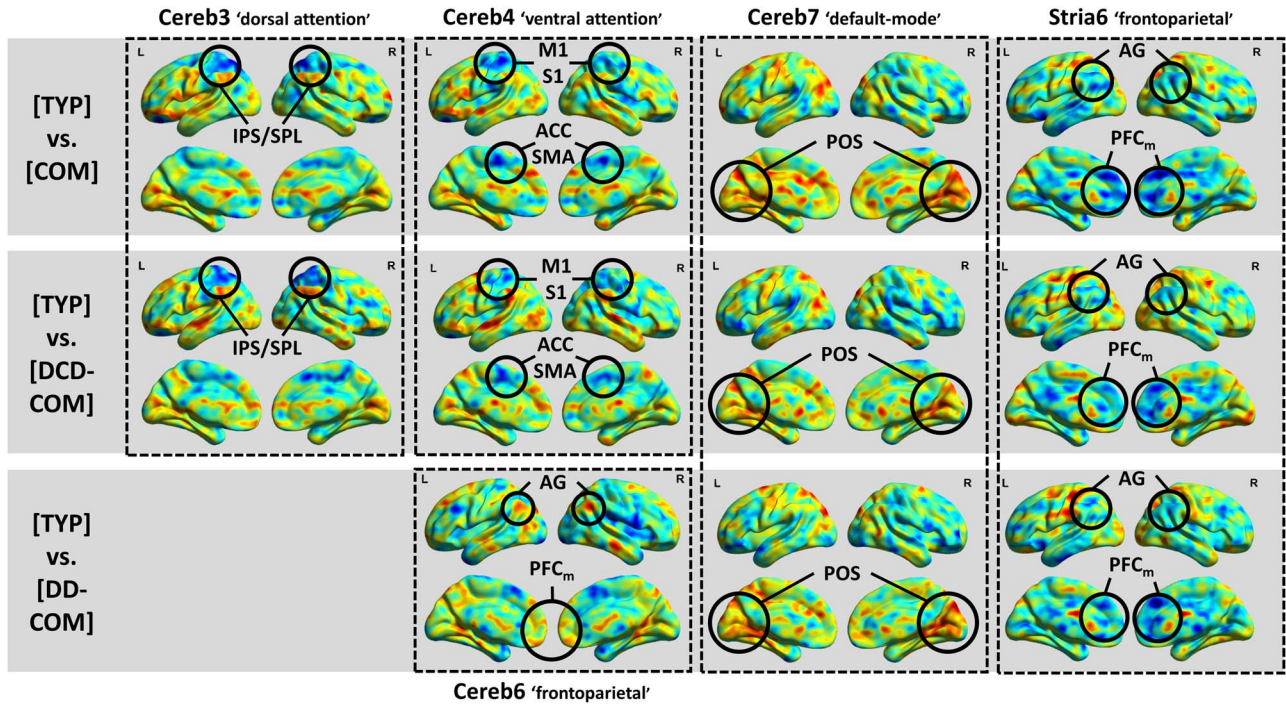 Cereb3 'dorsal attention'
Cereb4 'ventral attention'
Cereb7 'default-mode'
Stria6 'frontoparietal'
[TYP]
vs.
[COM]
L
R
IPS/SPL
L
R
M1
S1
ACC
SMA
L
R
POS
L
R
AG
PFCm
[TYP]
vs.
[DCD-
COM]
L
R
IPS/SPL
L
R
M1
S1
ACC
SMA
L
R
POS
L
R
AG
PFCm
[TYP]
vs.
[DD-
COM]
L
R
AG
PFCm
L
R
POS
L
R
AG
PFCm
Cereb6 'frontoparietal'